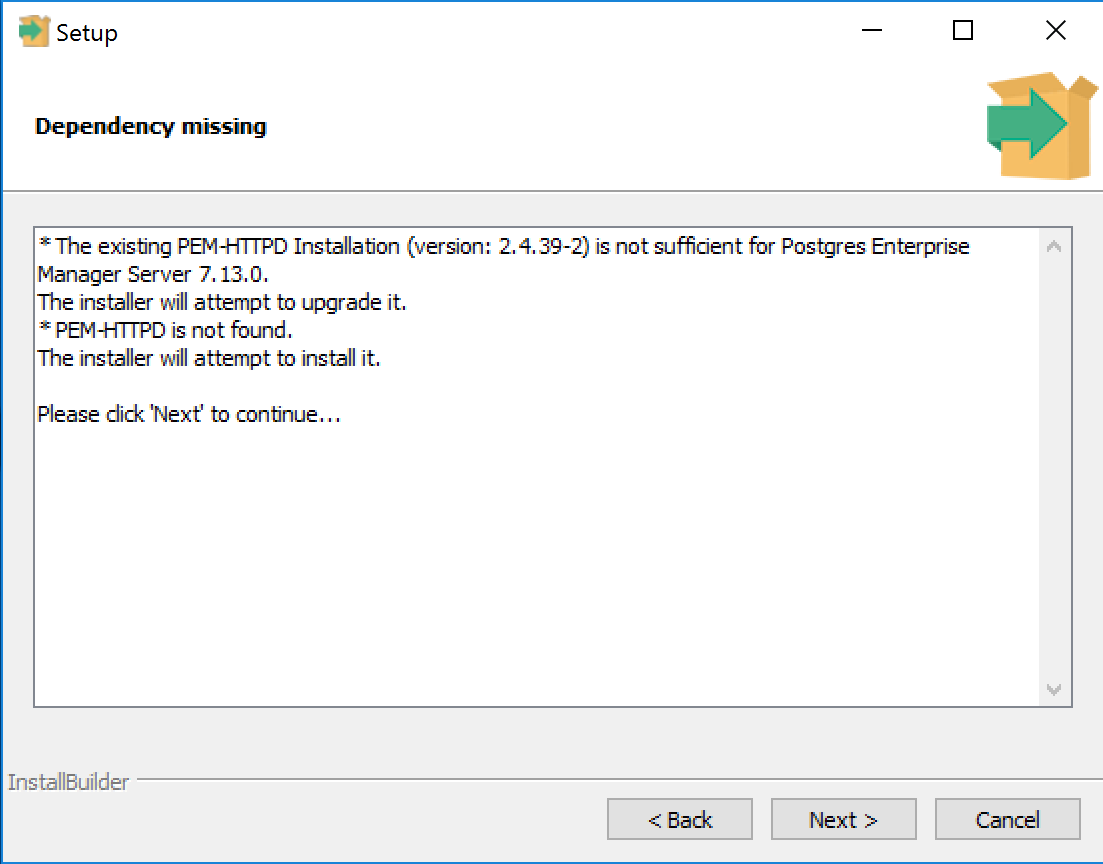 Setup
Dependency missing
* The existing PEM-HTTPD Installation (version: 2.4.39-2) is not sufficient for Postgres Enterprise
Manager Server 7.13.0.
The installer will attempt to upgrade it.
* PEM-HTTPD is not found.
The installer will attempt to install it.
Please click 'Next' to continue...
InstallBuilder
< Back
Next >
Cancel